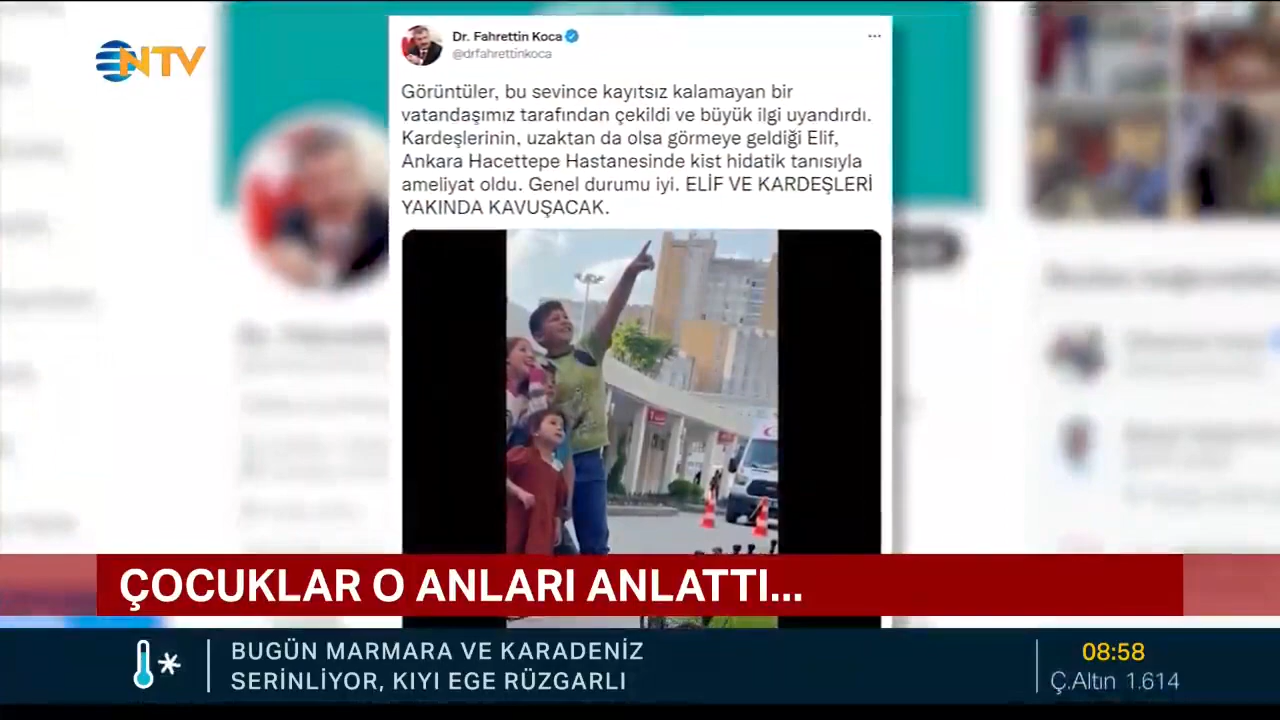 NTV
Dr. Fahrettin Koca
@drfahrettinkoca
Görüntüler, bu sevince kayıtsız kalamayan bir
vatandaşımız tarafından çekildi ve büyük ilgi uyandırdı.
Kardeşlerinin, uzaktan da olsa görmeye geldiği Elif,
Ankara Hacettepe Hastanesinde kist hidatik tanısıyla
ameliyat oldu. Genel durumu iyi. ELİF VE KARDEŞLERİ
YAKINDA KAVUŞACAK.
ÇOCUKLAR O ANLARI ANLATTI...
BUGÜN MARMARA VE KARADENİZ
SERİNLİYOR, KIYI EGE RÜZGARLI
08:58
Ç.Altın 1.614